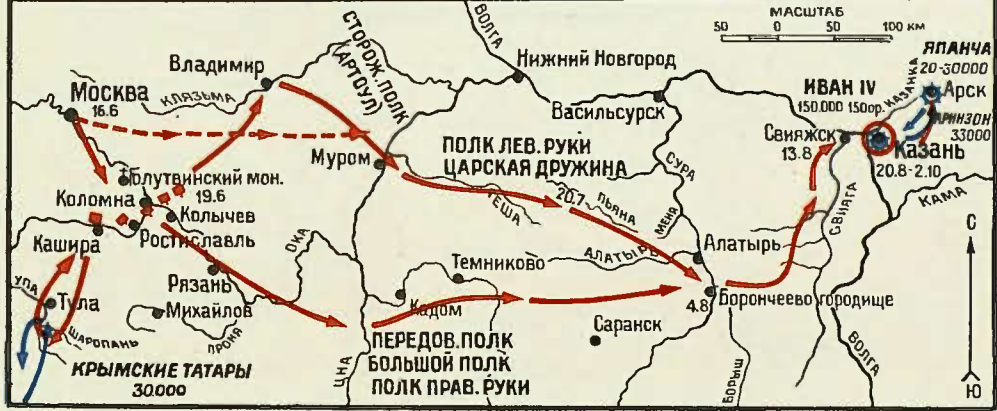 МАСШТАБ
50 0 50 100 КМ
ВОЛГА
СТОРОЖ. ПОЛК
(АРТОУЛ)
НИЖНИЙ НОВГОРОД
ЯПАНЧА
20-30000
Владимир
ИВАН IV
150.000 150ор.
КАЗАНКА
Арск
Москва
16.6
КЛЯЗЬМА
Васильсурск
33000
Свияжск
13.8
Казань
20.8-2.10
Муром
ПОЛК ЛЕВ. РУКИ
ЦАРСКАЯ ДРУЖИНА
СУРА
КАМА
Голутвинский мон.
19.6
Коломна
Колычев
ТЕША
20.7
ПЬЯНА
МЕНА
СВИЯГА
С
Кашира
Ростиславль
ОКА
АЛАТЫРЬ
Алатырь
Рязань
Темниково
УПА
Тула
Михайлов
Кадом
4.8
Борончеево городище
ШАРОПАНЬ
ПРОНЯ
Саранск
КРЫМСКИЕ ТАТАРЫ
30.000
ЦНА
ПЕРЕДОВ. ПОЛК
БОЛЬШОЙ ПОЛК
ПОЛК ПРАВ. РУКИ
БОРЫШ
ВОЛГА
Ю